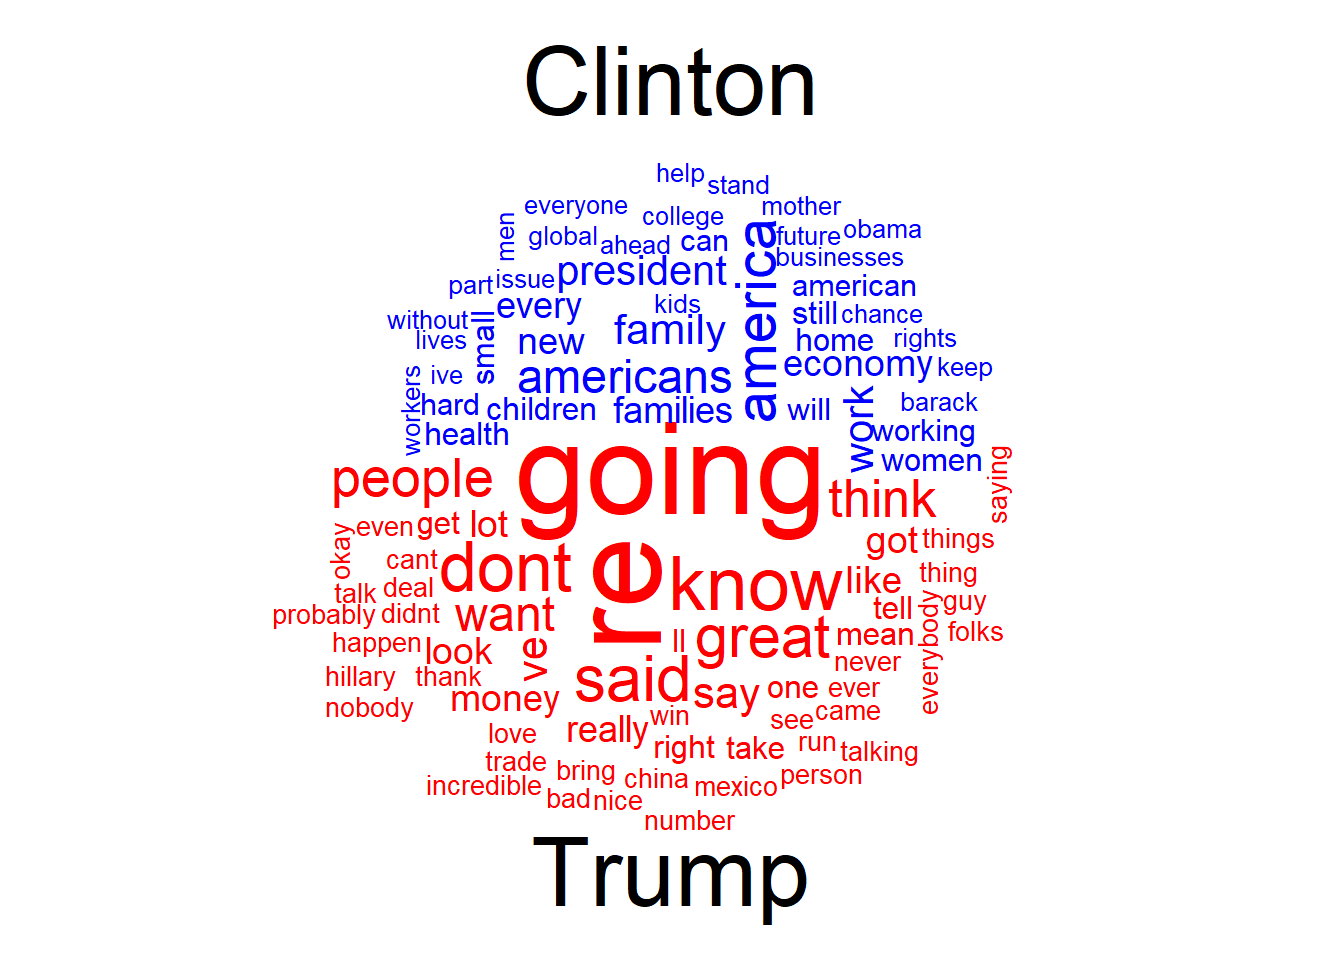 Clinton
help
stand
everyone
college
mother
men
global
ahead
can
america
future
obama
businesses
part
issue
president
american
every
kids
still
chance
without
lives
small
new
family
home
rights
workers
ive
americans
economy
keep
hard
children
families
will
work
barack
health
working
women
going
people
think
saying
okay
even
get
lot
got
things
cant
dont
re
know
like
thing
talk
deal
tell
everybody
guy
probably
didnt
want
ll
great
mean
folks
happen
look
ve
never
hillary
thank
said
say
one
ever
nobody
money
win
see
came
love
really
right
take
run
talking
trade
bring
china
mexico
person
incredible
bad
nice
number
Trump